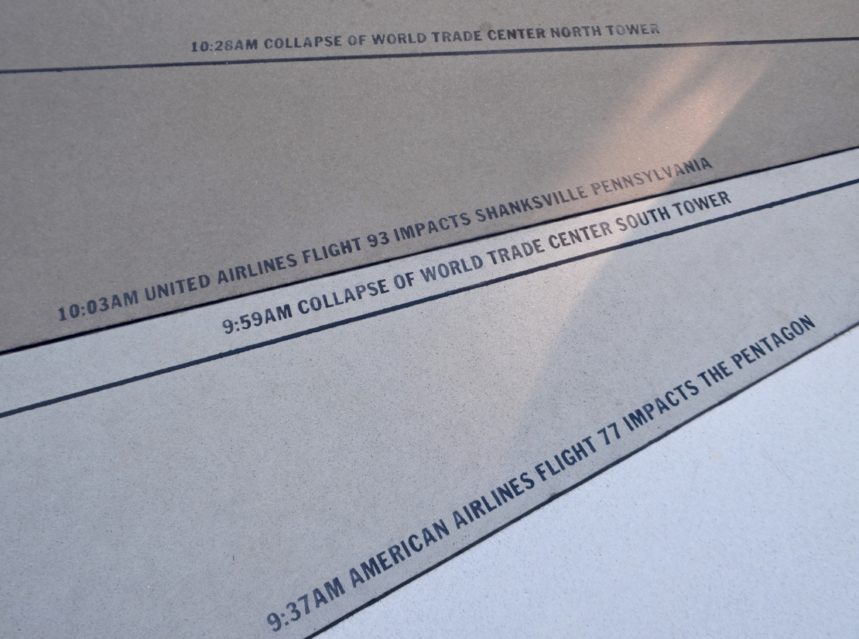 10:28AM COLLAPSE OF WORLD TRADE CENTER NORTH TOWER
10:03AM UNITED AIRLINES FLIGHT 93 IMPACTS SHANKSVILLE PENNSYLVANIA
9:59AM COLLAPSE OF WORLD TRADE CENTER SOUTH TOWER
9:37AM AMERICAN AIRLINES FLIGHT 77 IMPACTS THE PENTAGON